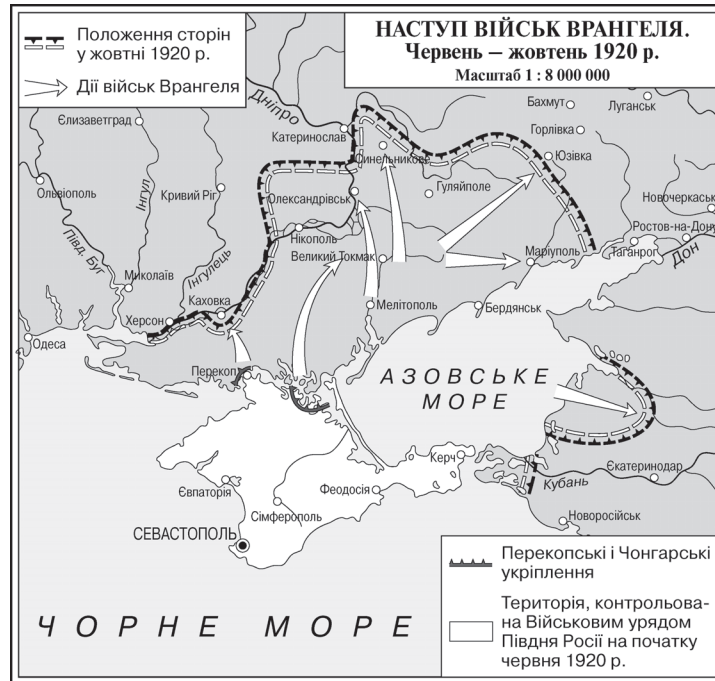 НАСТУП ВІЙСЬК ВРАНГЕЛЯ.
Червень – жовтень 1920 р.
Масштаб 1 : 8 000 000
Положення сторін
у жовтні 1920 р.
Дії військ Врангеля
Дніпро
Бахмут
Луганськ
Єлизаветград
Катеринослав
Горлівка
Синельникове
Юзівка
Ольвіополь
Інгул
Кривий Ріг
Олександрівськ
Гуляйполе
Новочеркаськ
Півд. Буг
Нікополь
Ростов-на-Дону
Інгулець
Великий Токмак
Маріуполь
Таганрог
Дон
Миколаїв
Каховка
Херсон
Мелітополь
Бердянськ
Одеса
Перекоп
АЗОВСЬКЕ
МОРЕ
Керч
Єкатеринодар
Кубань
Євпаторія
Феодосія
Сімферополь
Новоросійськ
СЕВАСТОПОЛЬ
ЧОРНЕ МОРЕ
Перекопські і Чонгарські
укріплення
Територія, контрольова-
на Військовим урядом
Півдня Росії на початку
червня 1920 р.